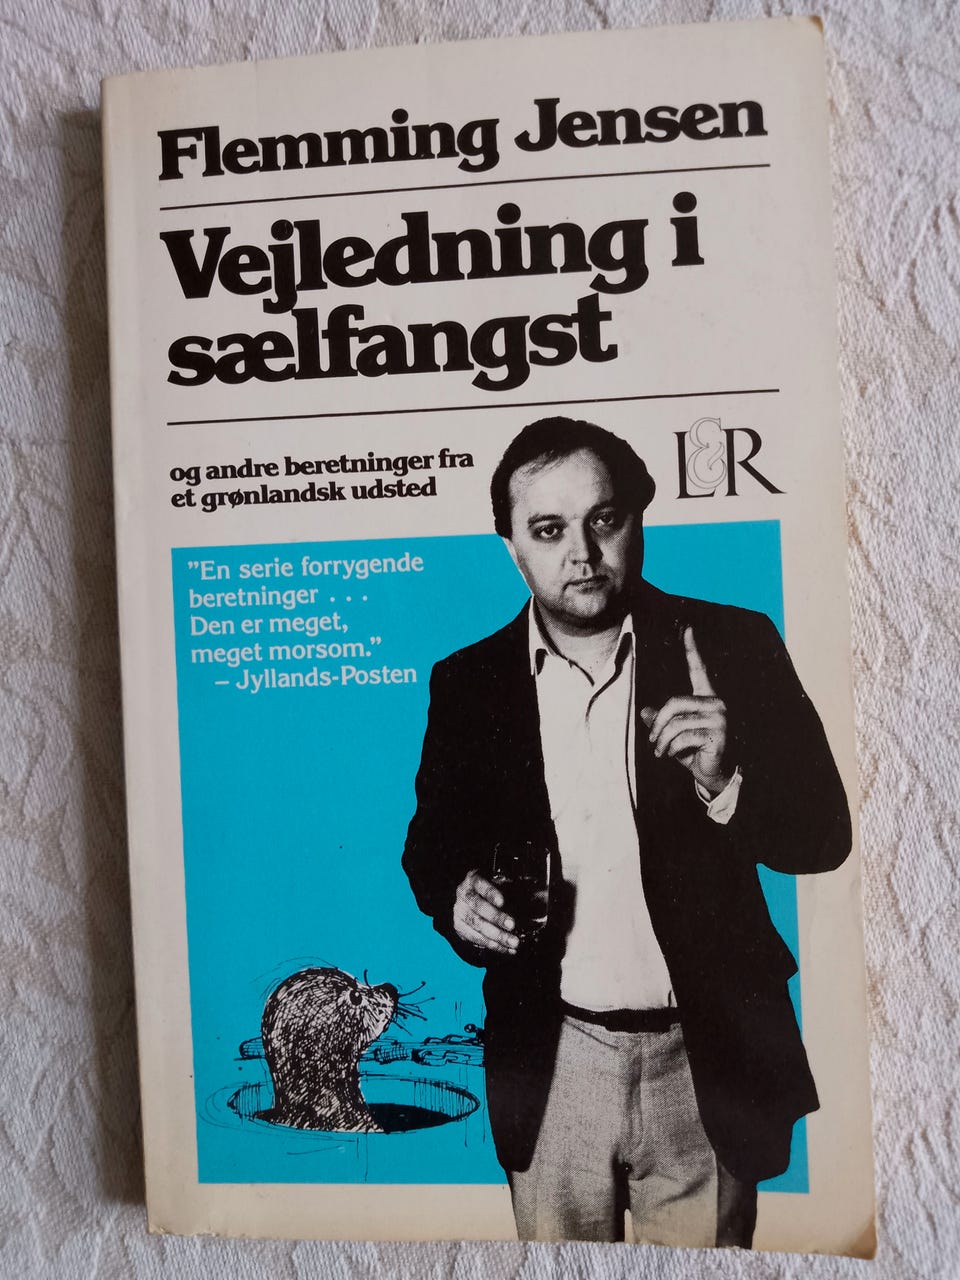 Flemming Jensen
Vejledning i
sælfangst
og andre beretninger fra
et grønlandsk udsted
L&R
"En serie forrygende
beretninger . . .
Den er meget,
meget morsom."
– Jyllands-Posten